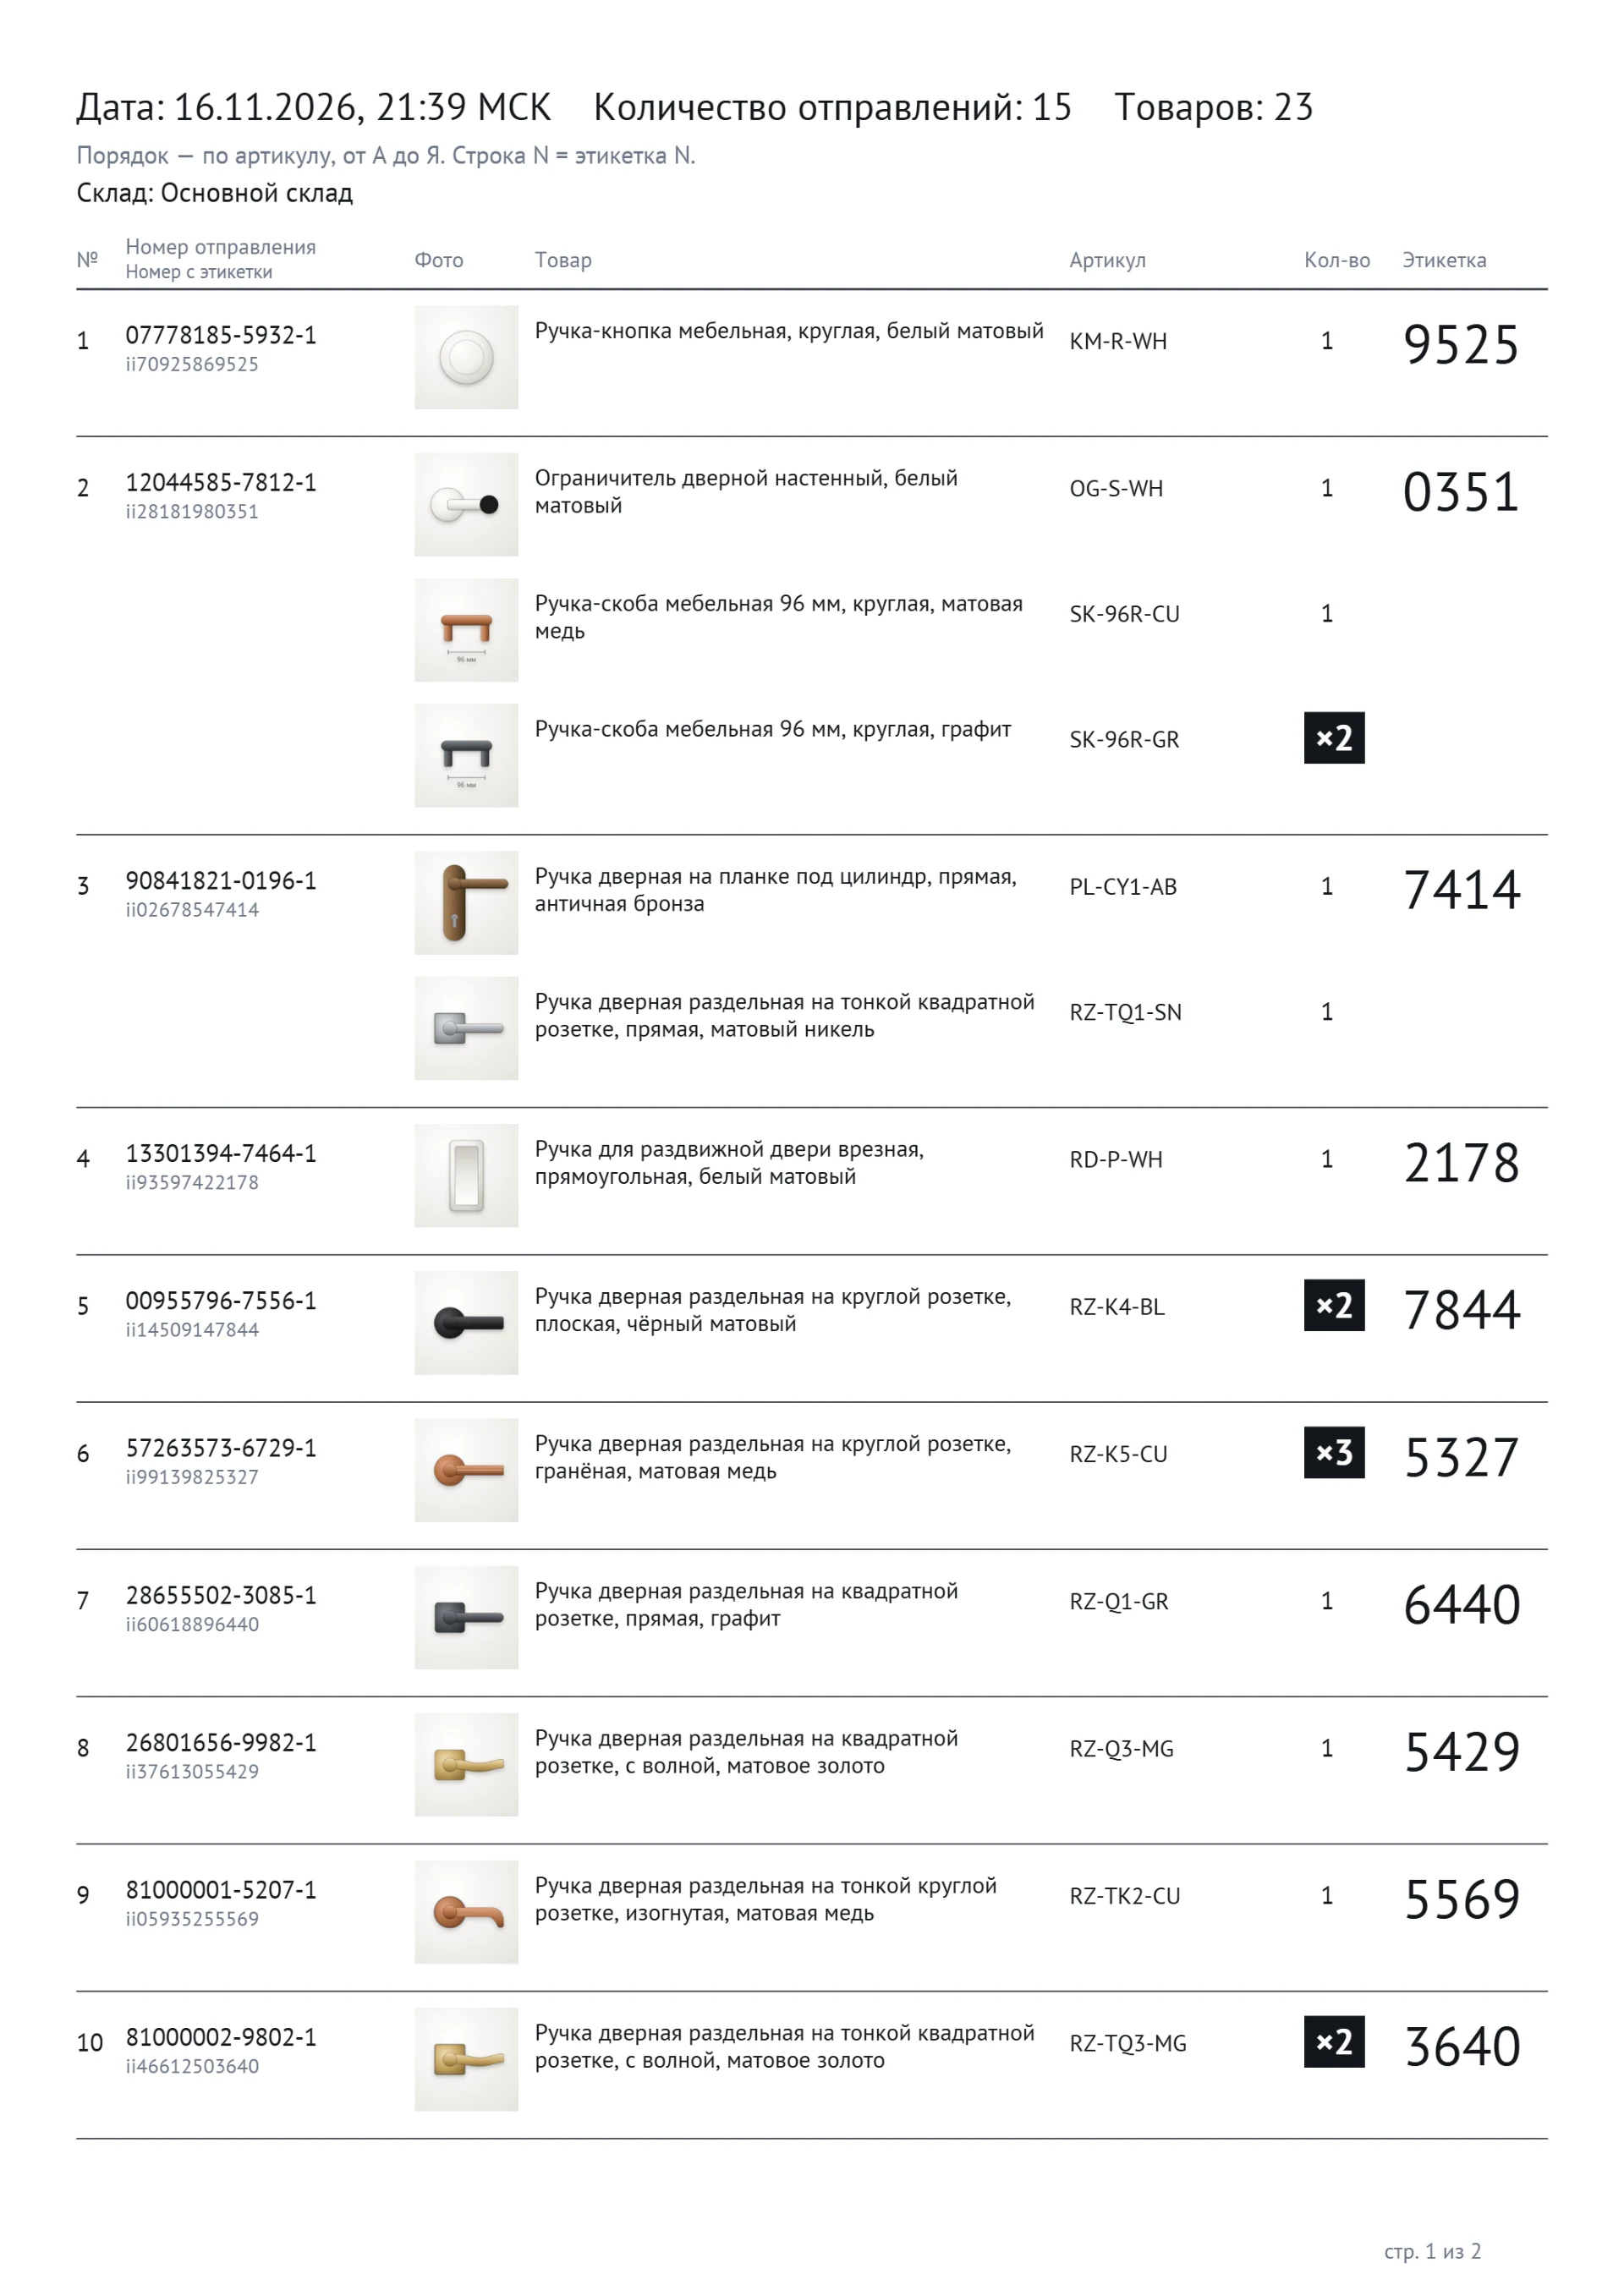 Дата: 16.11.2026, 21:39 МСК Количество отправлений: 15 Товаров: 23
Порядок — по артикулу, от А до Я. Строка N = этикетка N.
Склад: Основной склад
№ Номер отправления Фото Товар Артикул Кол-во Этикетка
Номер с этикетки
1 07778185-5932-1 Ручка-кнопка мебельная, круглая, белый матовый KM-R-WH 1 9525
ii70925869525
2 12044585-7812-1 Ограничитель дверной настенный, белый OG-S-WH 1 0351
ii28181980351 матовый
Ручка-скоба мебельная 96 мм, круглая, матовая SK-96R-CU 1
медь
96 мм
Ручка-скоба мебельная 96 мм, круглая, графит SK-96R-GR ×2
96 мм
3 90841821-0196-1 Ручка дверная на планке под цилиндр, прямая, PL-CY1-AB 1 7414
ii02678547414 античная бронза
Ручка дверная раздельная на тонкой квадратной RZ-TQ1-SN 1
розетке, прямая, матовый никель
4 13301394-7464-1 Ручка для раздвижной двери врезная, RD-P-WH 1 2178
ii93597422178 прямоугольная, белый матовый
5 00955796-7556-1 Ручка дверная раздельная на круглой розетке, RZ-K4-BL ×2 7844
ii14509147844 плоская, чёрный матовый
6 57263573-6729-1 Ручка дверная раздельная на круглой розетке, RZ-K5-CU ×3 5327
ii99139825327 гранёная, матовая медь
7 28655502-3085-1 Ручка дверная раздельная на квадратной RZ-Q1-GR 1 6440
ii60618896440 розетке, прямая, графит
8 26801656-9982-1 Ручка дверная раздельная на квадратной RZ-Q3-MG 1 5429
ii37613055429 розетке, с волной, матовое золото
9 81000001-5207-1 Ручка дверная раздельная на тонкой круглой RZ-TK2-CU 1 5569
ii05935255569 розетке, изогнутая, матовая медь
10 81000002-9802-1 Ручка дверная раздельная на тонкой квадратной RZ-TQ3-MG ×2 3640
ii46612503640 розетке, с волной, матовое золото
стр. 1 из 2